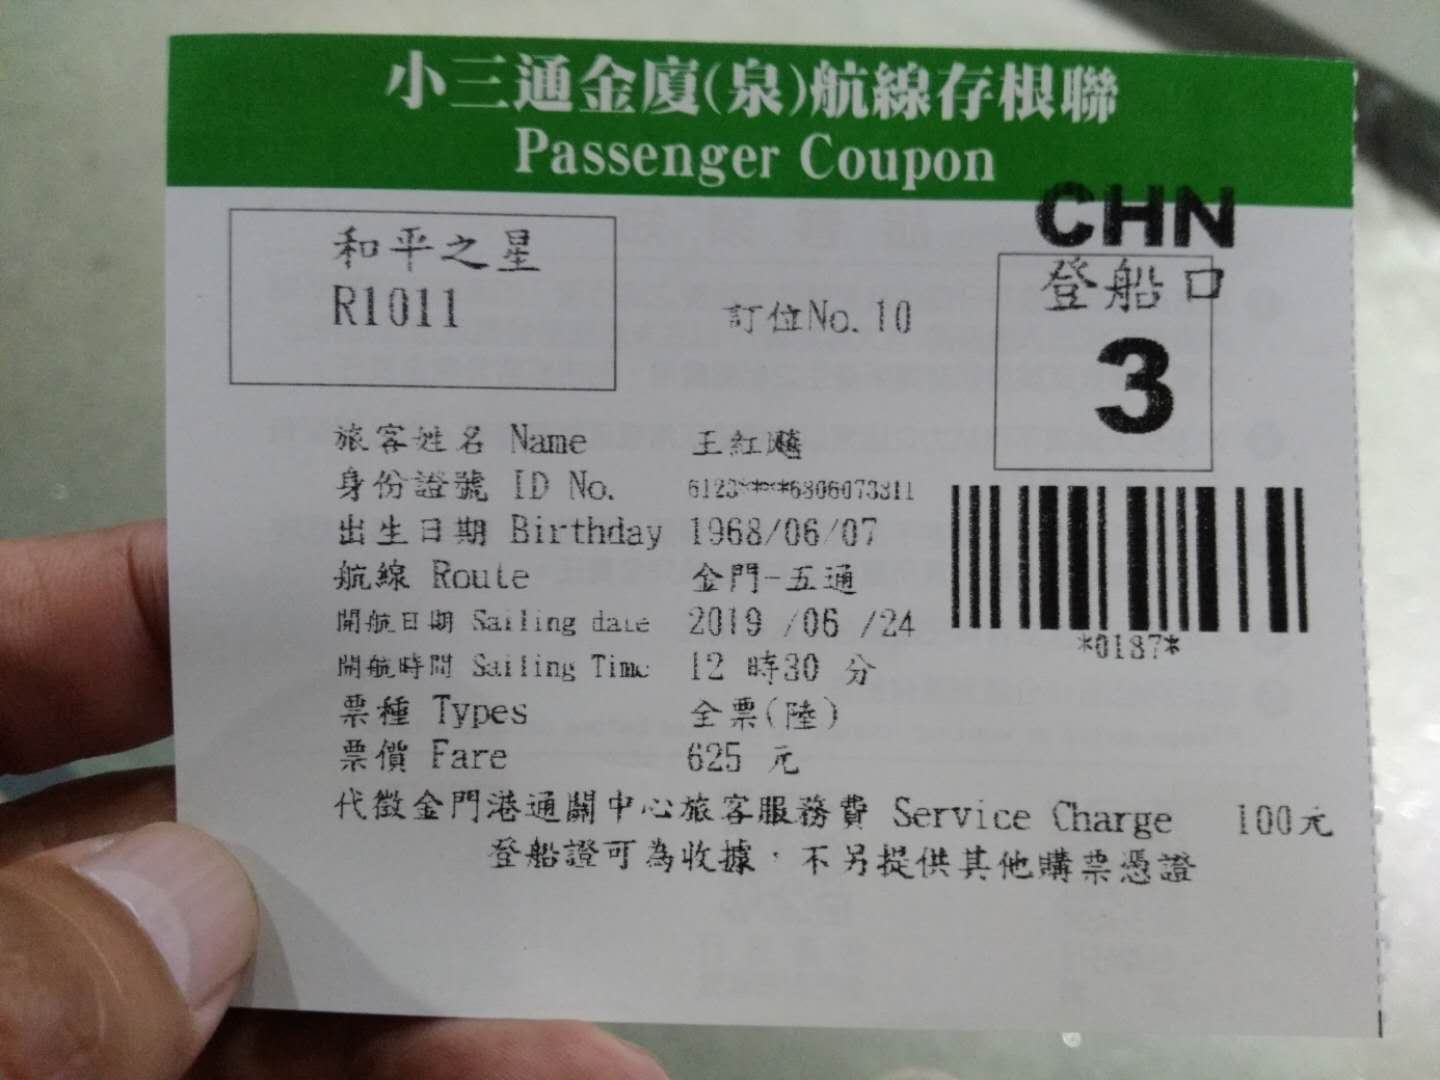 小三通金廈(泉)航線存根聯
Passenger Coupon
CHN
和平之星
R1011
訂位No. 10
登船口
3
旅客姓名 Name 王紅飚
身份證號 ID No. 6123****6806073811
出生日期 Birthday 1968/06/07
航線 Route 金門-五通
開航日期 Sailing date 2019 /06 /24
開航時間 Sailing Time 12 時30 分
票種 Types 全票(陸)
票價 Fare 625 元
*0187*
代徵金門港通關中心旅客服務費 Service Charge 100元
登船證可為收據，不另提供其他購票憑證